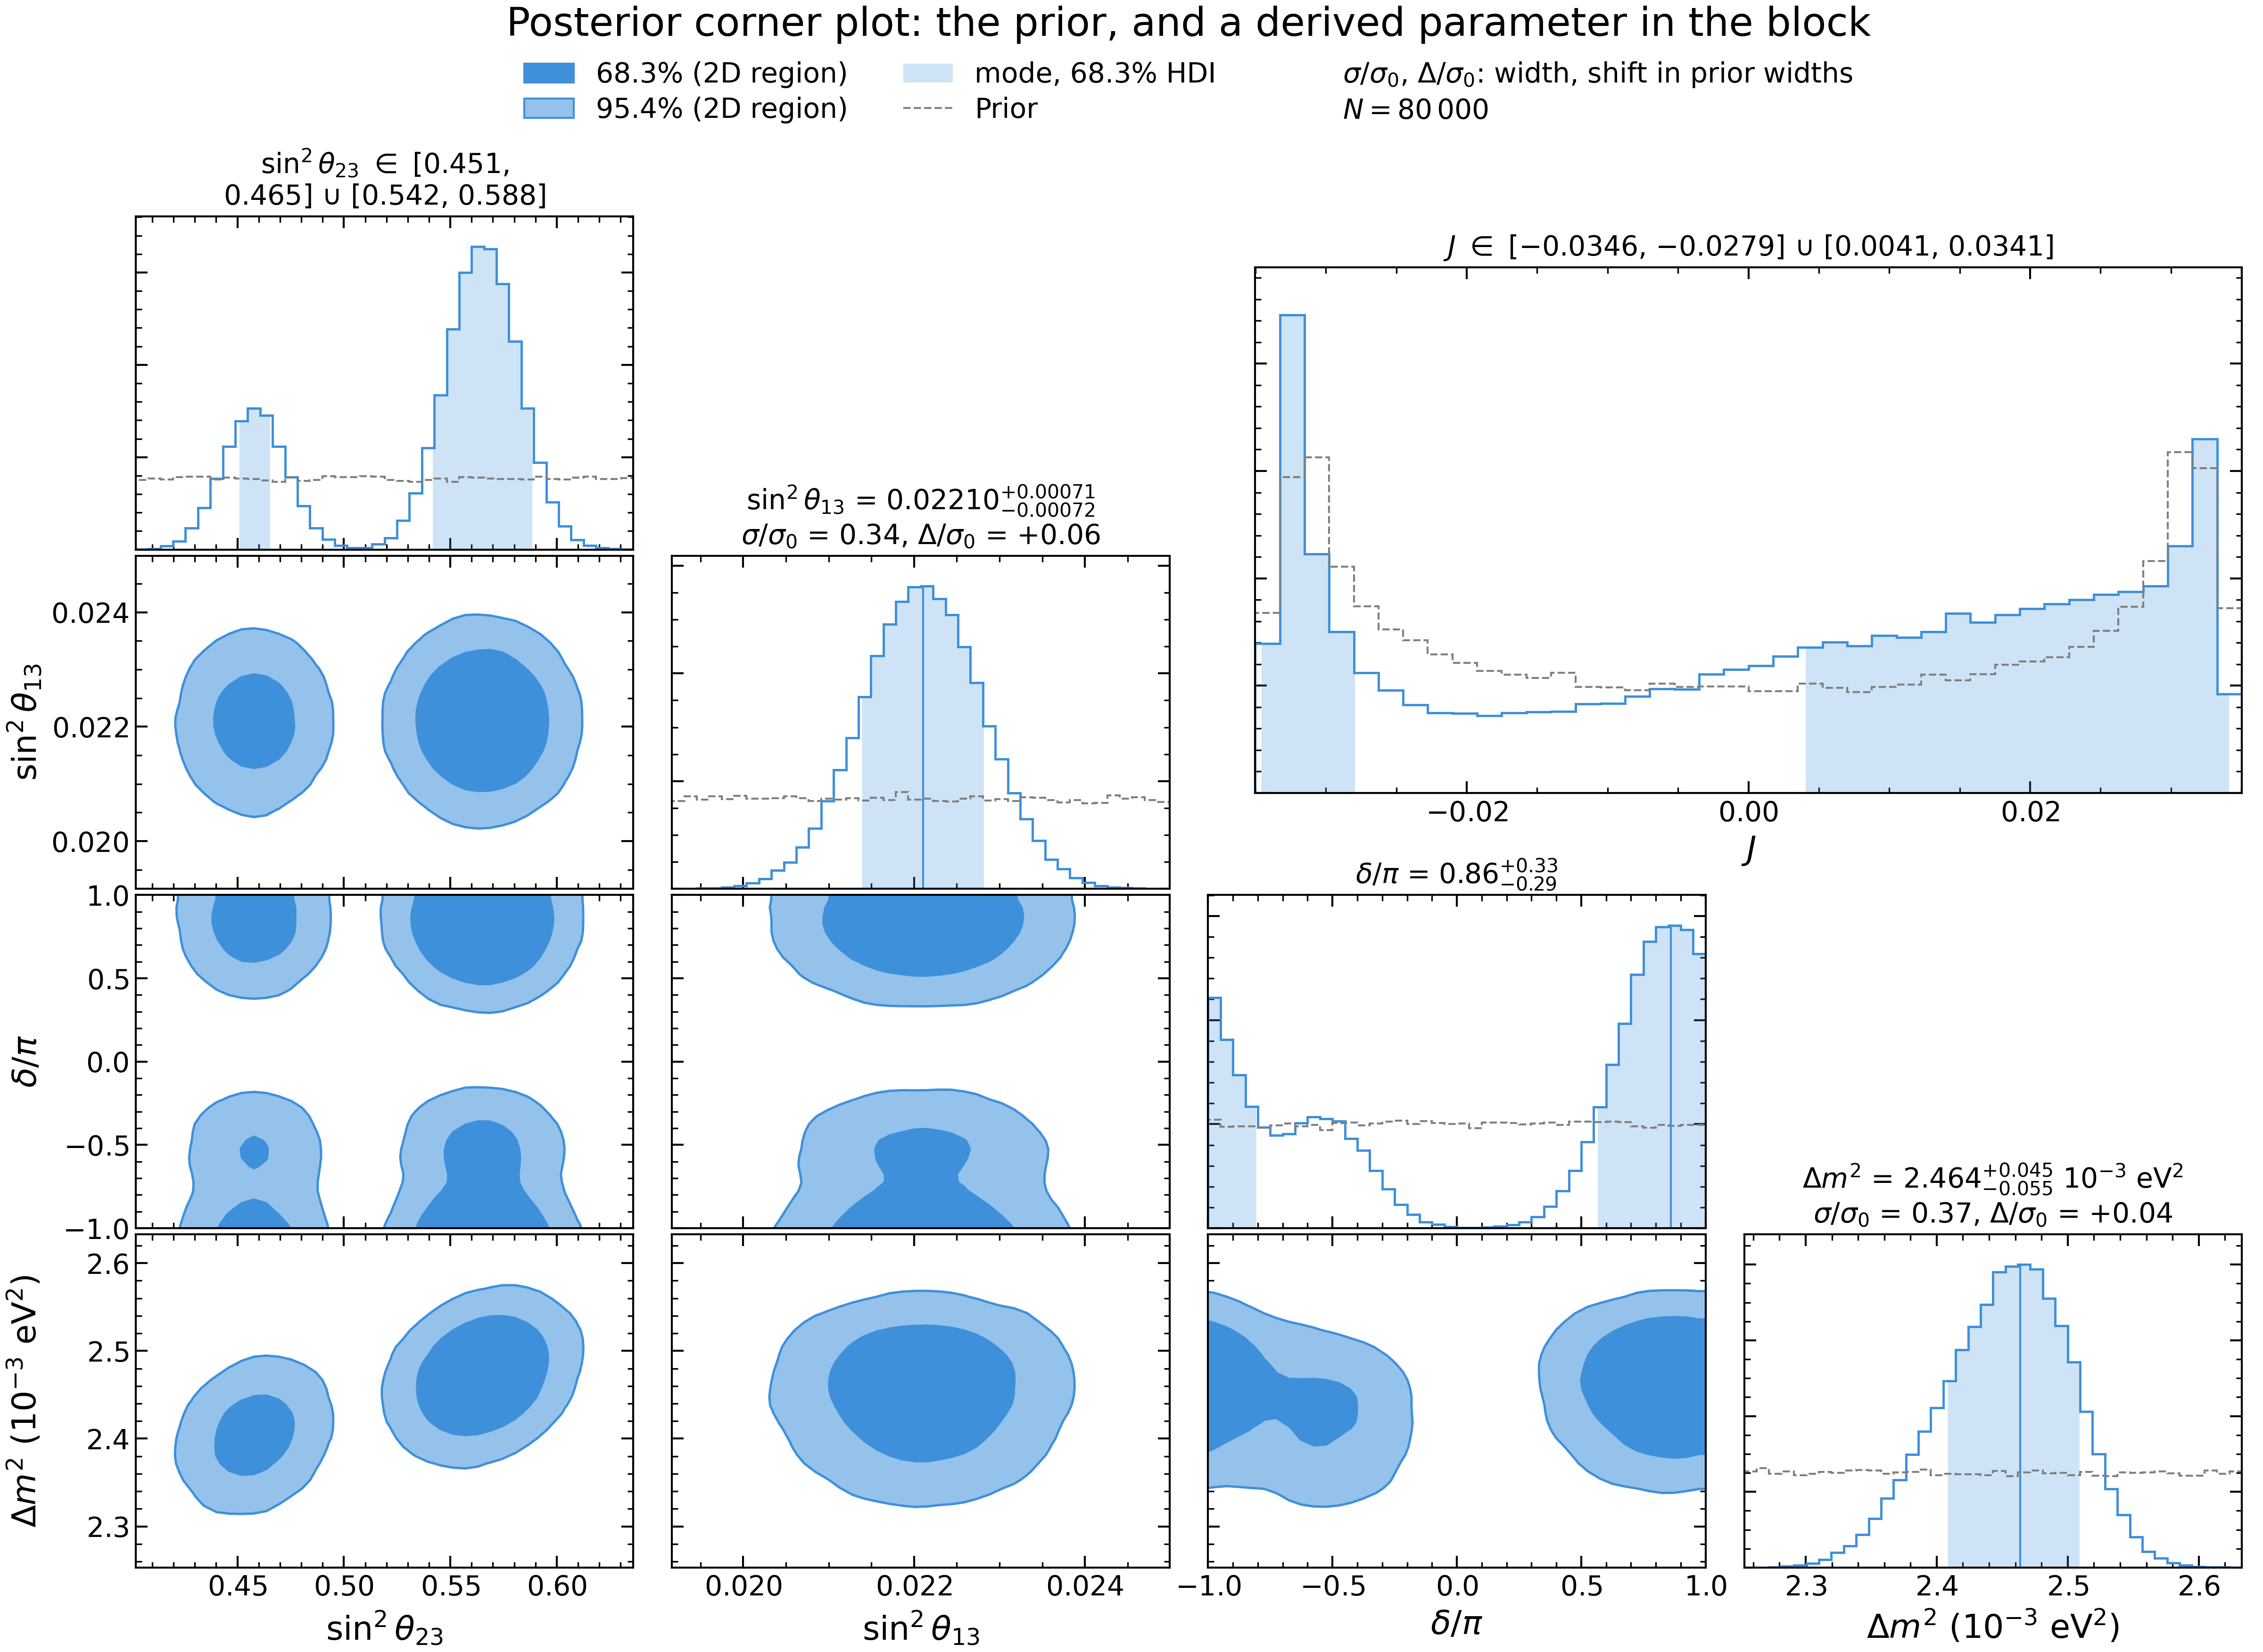 Posterior corner plot: the prior, and a derived parameter in the block
68.3% (2D region)
95.4% (2D region)
mode, 68.3% HDI
Prior
σ/σ₀, Δ/σ₀: width, shift in prior widths
N = 80 000
sin² θ₂₃ ∈ [0.451,
0.465] ∪ [0.542, 0.588]
J ∈ [−0.0346, −0.0279] ∪ [0.0041, 0.0341]
−0.02 0.00 0.02
J
sin² θ₁₃ = 0.02210 +0.00071 −0.00072
σ/σ₀ = 0.34, Δ/σ₀ = +0.06
0.024
0.022
0.020
sin² θ₁₃
δ/π = 0.86 +0.33 −0.29
1.0
0.5
0.0
−0.5
−1.0
δ/π
Δm² = 2.464 +0.045 −0.055 10⁻³ eV²
σ/σ₀ = 0.37, Δ/σ₀ = +0.04
2.6
2.5
2.4
2.3
Δm² (10⁻³ eV²)
0.45 0.50 0.55 0.60
sin² θ₂₃
0.020 0.022 0.024
sin² θ₁₃
−1.0 −0.5 0.0 0.5 1.0
δ/π
2.3 2.4 2.5 2.6
Δm² (10⁻³ eV²)